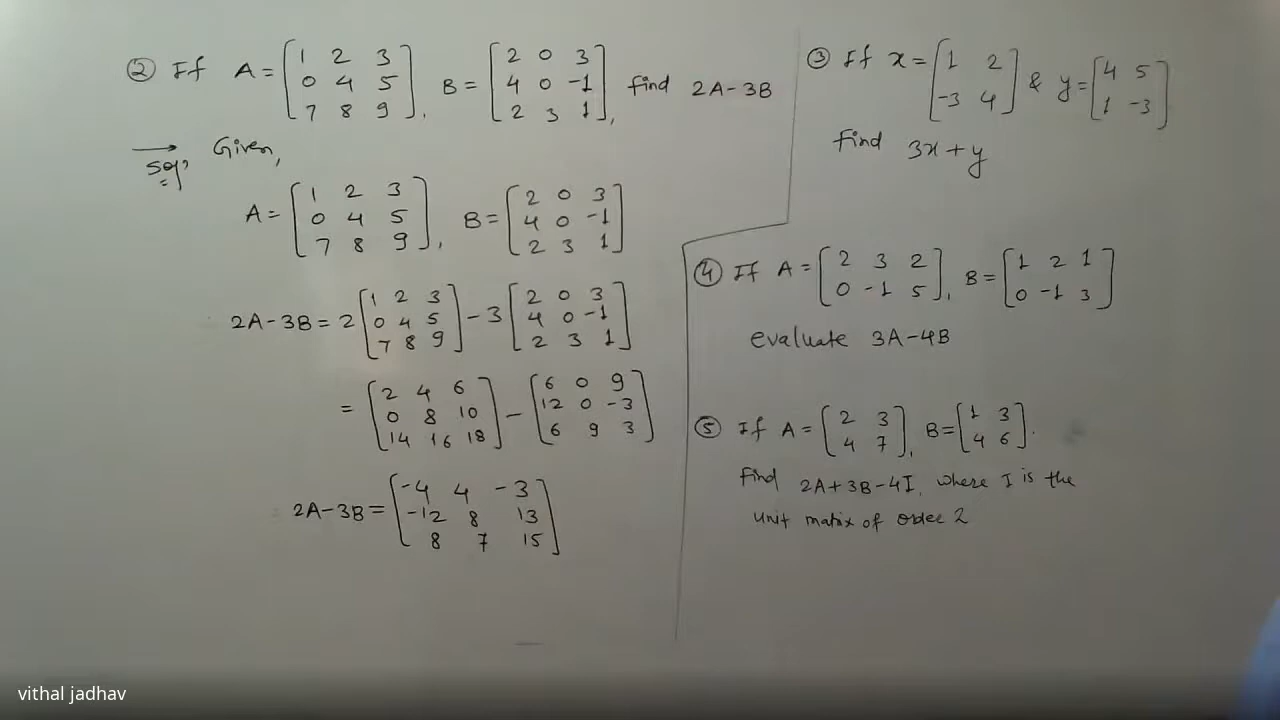 ② If A = [1 2 3
0 4 5
7 8 9], B = [2 0 3
4 0 -1
2 3 1], find 2A-3B
Given,
A = [1 2 3
0 4 5
7 8 9], B = [2 0 3
4 0 -1
2 3 1]
2A-3B = 2[1 2 3
0 4 5
7 8 9] - 3[2 0 3
4 0 -1
2 3 1]
= [2 4 6
0 8 10
14 16 18] - [6 0 9
12 0 -3
6 9 3]
2A-3B = [-4 4 -3
-12 8 13
8 7 15]
③ If x = [1 2
-3 4] & y = [4 5
1 -3]
find 3x+y
④ If A = [2 3 2
0 -1 5], B = [1 2 1
0 -1 3]
evaluate 3A-4B
⑤ If A = [2 3
4 7], B = [1 3
4 6].
find 2A+3B-4I, where I is the
unit matrix of order 2
vithal jadhav